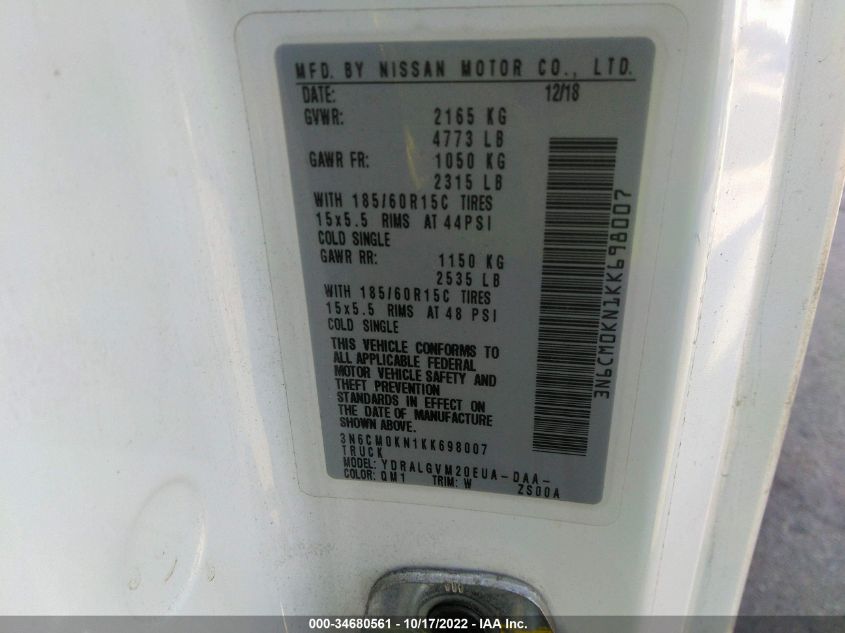 MFD. BY NISSAN MOTOR CO., LTD.
DATE: 12/18
GVWR: 2165 KG
4773 LB
GAWR FR: 1050 KG
2315 LB
WITH 185/60R15C TIRES
15x5.5 RIMS AT 44PSI
COLD SINGLE
GAWR RR: 1150 KG
2535 LB
WITH 185/60R15C TIRES
15x5.5 RIMS AT 48 PSI
COLD SINGLE
THIS VEHICLE CONFORMS TO
ALL APPLICABLE FEDERAL
MOTOR VEHICLE SAFETY AND
THEFT PREVENTION
STANDARDS IN EFFECT ON
THE DATE OF MANUFACTURE
SHOWN ABOVE.
3N6CM0KN1KK698007
TRUCK
MODEL: YDRALGVM20EUA-DAA-
COLOR: QM1 TRIM: W ZS00A
3N6CM0KN1KK698007
000-34680561 - 10/17/2022 - IAAI.com